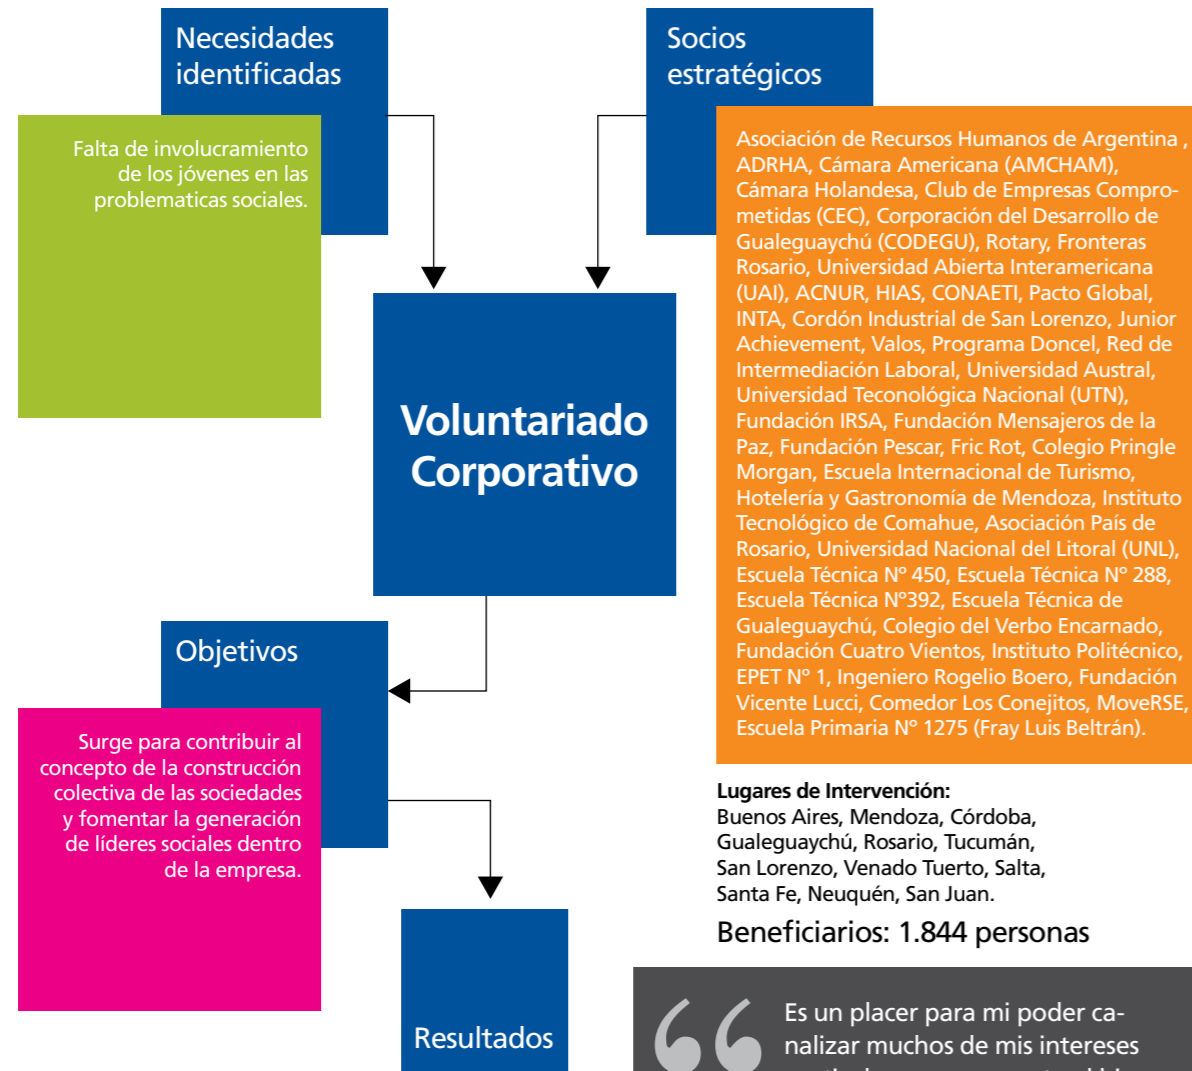 Necesidades
identificadas
Falta de involucramiento
de los jóvenes en las
problematicas sociales.
Socios
estratégicos
Asociación de Recursos Humanos de Argentina ,
ADRHA, Cámara Americana (AMCHAM),
Cámara Holandesa, Club de Empresas Compro-
metidas (CEC), Corporación del Desarrollo de
Gualeguaychú (CODEGU), Rotary, Fronteras
Rosario, Universidad Abierta Interamericana
(UAI), ACNUR, HIAS, CONAETI, Pacto Global,
INTA, Cordón Industrial de San Lorenzo, Junior
Achievement, Valos, Programa Doncel, Red de
Intermediación Laboral, Universidad Austral,
Universidad Teconológica Nacional (UTN),
Fundación IRSA, Fundación Mensajeros de la
Paz, Fundación Pescar, Fric Rot, Colegio Pringle
Morgan, Escuela Internacional de Turismo,
Hotelería y Gastronomía de Mendoza, Instituto
Tecnológico de Comahue, Asociación País de
Rosario, Universidad Nacional del Litoral (UNL),
Escuela Técnica Nº 450, Escuela Técnica Nº 288,
Escuela Técnica Nº392, Escuela Técnica de
Gualeguaychú, Colegio del Verbo Encarnado,
Fundación Cuatro Vientos, Instituto Politécnico,
EPET Nº 1, Ingeniero Rogelio Boero, Fundación
Vicente Lucci, Comedor Los Conejitos, MoveRSE,
Escuela Primaria Nº 1275 (Fray Luis Beltrán).
Voluntariado
Corporativo
Objetivos
Surge para contribuir al
concepto de la construcción
colectiva de las sociedades
y fomentar la generación
de líderes sociales dentro
de la empresa.
Lugares de Intervención:
Buenos Aires, Mendoza, Córdoba,
Gualeguaychú, Rosario, Tucumán,
San Lorenzo, Venado Tuerto, Salta,
Santa Fe, Neuquén, San Juan.
Beneficiarios: 1.844 personas
Resultados
“
Es un placer para mi poder ca-
nalizar muchos de mis intereses